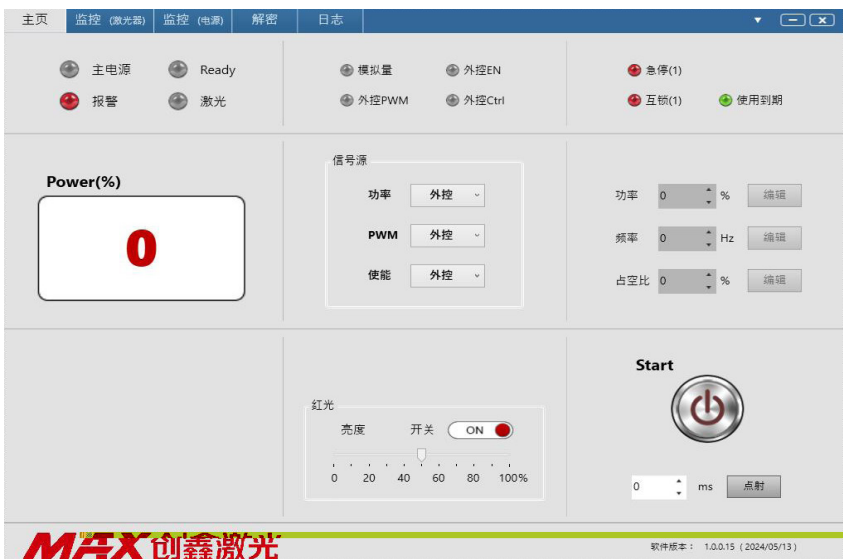 主页 监控 (激光器) 监控 (电源) 解密 日志
主电源 Ready 模拟量 外控EN 急停(1)
报警 激光 外控PWM 外控Ctrl 互锁(1) 使用到期
Power(%)
0
信号源
功率 外控
PWM 外控
使能 外控
功率 0 % 编辑
频率 0 Hz 编辑
占空比 0 % 编辑
红光
亮度 开关 ON
0 20 40 60 80 100%
Start
0 ms 点射
MAX创鑫激光
软件版本： 1.0.0.15 ( 2024/05/13 )